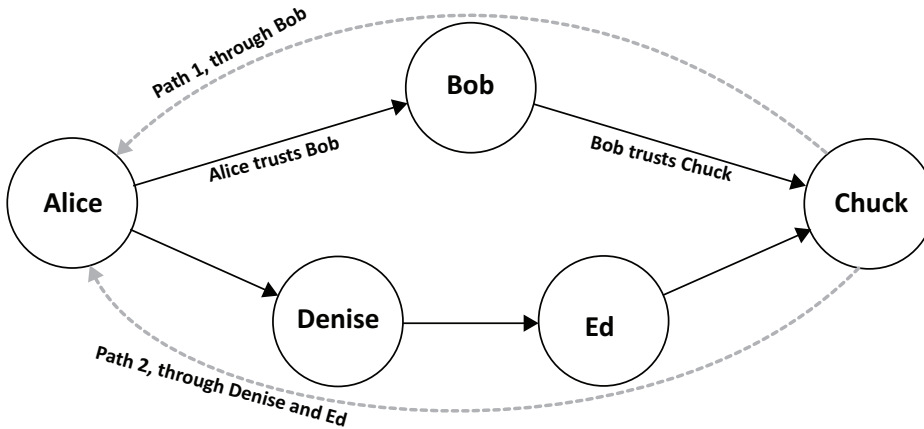 Path 1, through Bob
Bob
Alice trusts Bob
Bob trusts Chuck
Alice
Chuck
Denise
Ed
Path 2, through Denise and Ed